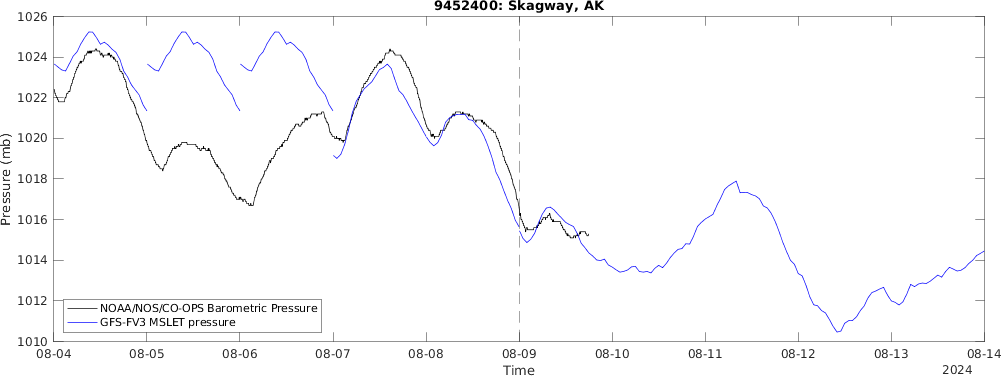 9452400: Skagway, AK
1026
1024
1022
1020
1018
1016
1014
1012
1010
Pressure (mb)
NOAA/NOS/CO-OPS Barometric Pressure
GFS-FV3 MSLET pressure
08-04 08-05 08-06 08-07 08-08 08-09 08-10 08-11 08-12 08-13 08-14
Time
2024